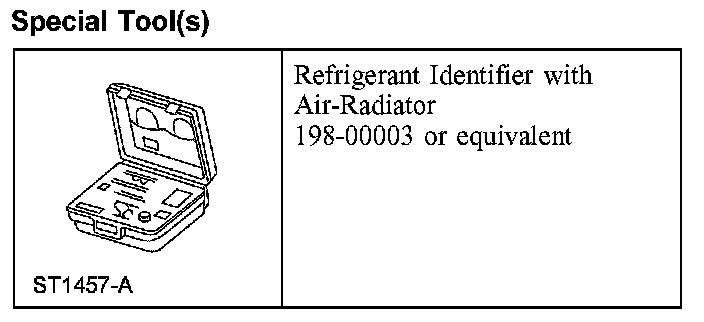 Special Tool(s)
Refrigerant Identifier with
Air-Radiator
198-00003 or equivalent
ST1457-A